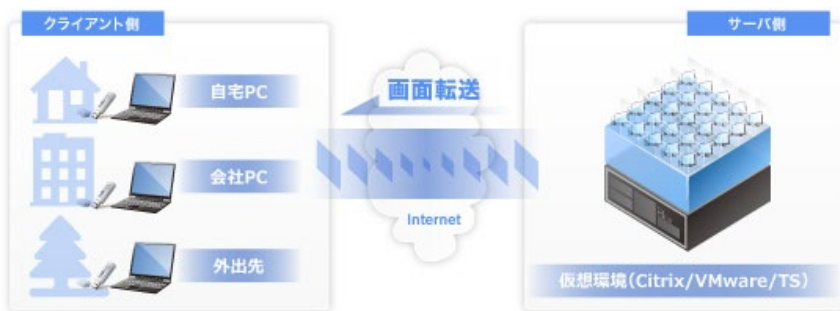 クライアント側
自宅PC
会社PC
外出先
画面転送
Internet
サーバ側
仮想環境(Citrix/VMware/TS)